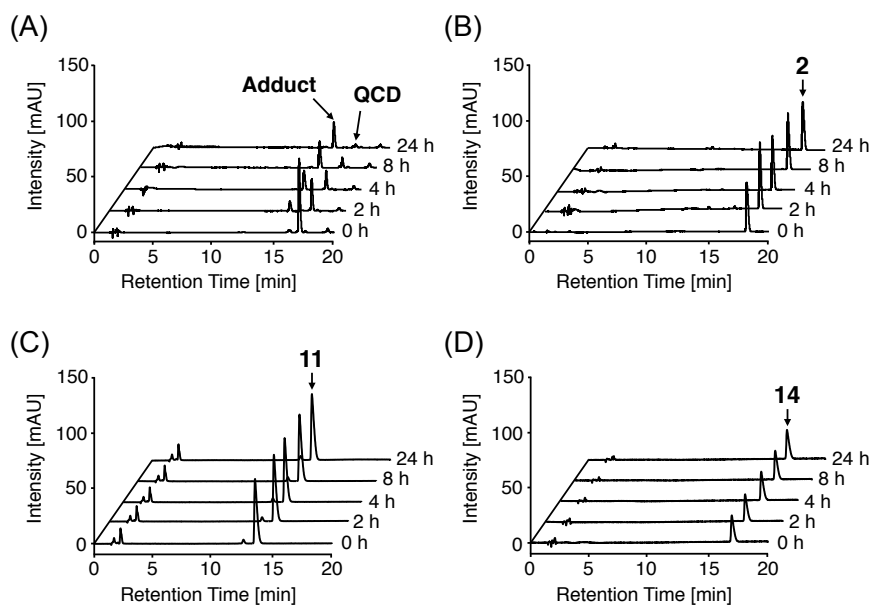 (A)
150
100
50
0
Intensity [mAU]
Adduct
QCD
24 h
8 h
4 h
2 h
0 h
0 5 10 15 20
Retention Time [min]
(B)
150
100
50
0
Intensity [mAU]
2
24 h
8 h
4 h
2 h
0 h
0 5 10 15 20
Retention Time [min]
(C)
150
100
50
0
Intensity [mAU]
11
24 h
8 h
4 h
2 h
0 h
0 5 10 15 20
Retention Time [min]
(D)
150
100
50
0
Intensity [mAU]
14
24 h
8 h
4 h
2 h
0 h
0 5 10 15 20
Retention Time [min]